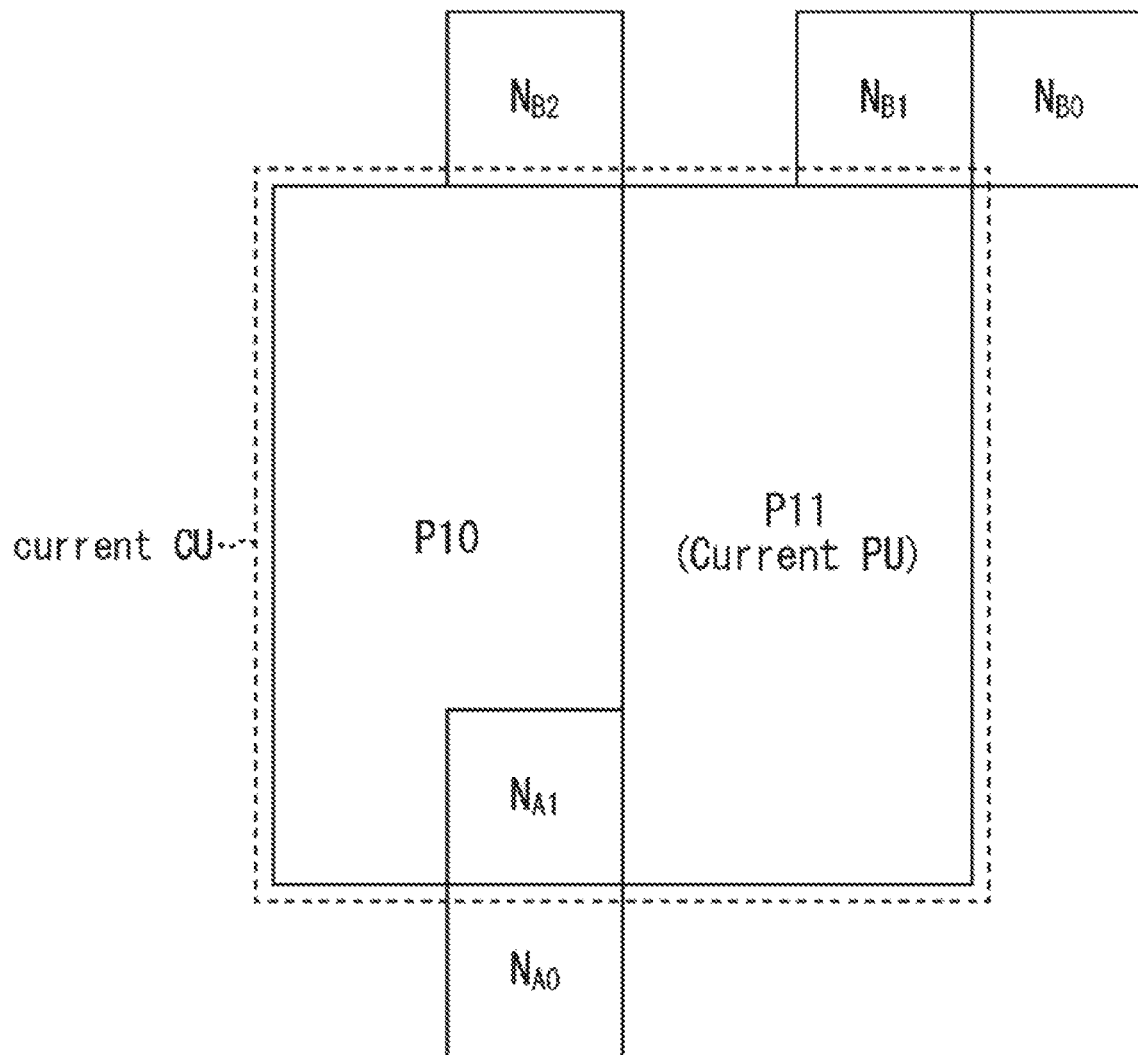 N_B2
N_B1
N_B0
current CU
P10
P11
(Current PU)
N_A1
N_A0